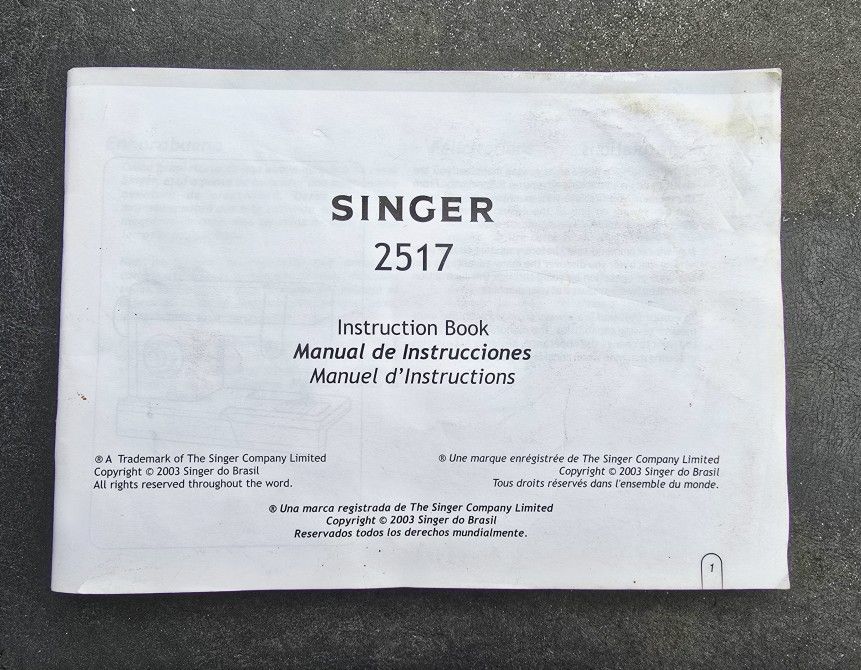 SINGER
2517
Instruction Book
Manual de Instrucciones
Manuel d'Instructions
® A Trademark of The Singer Company Limited
Copyright © 2003 Singer do Brasil
All rights reserved throughout the word.
® Une marque enrégistrée de The Singer Company Limited
Copyright © 2003 Singer do Brasil
Tous droits réservés dans l'ensemble du monde.
® Una marca registrada de The Singer Company Limited
Copyright © 2003 Singer do Brasil
Reservados todos los derechos mundialmente.
1